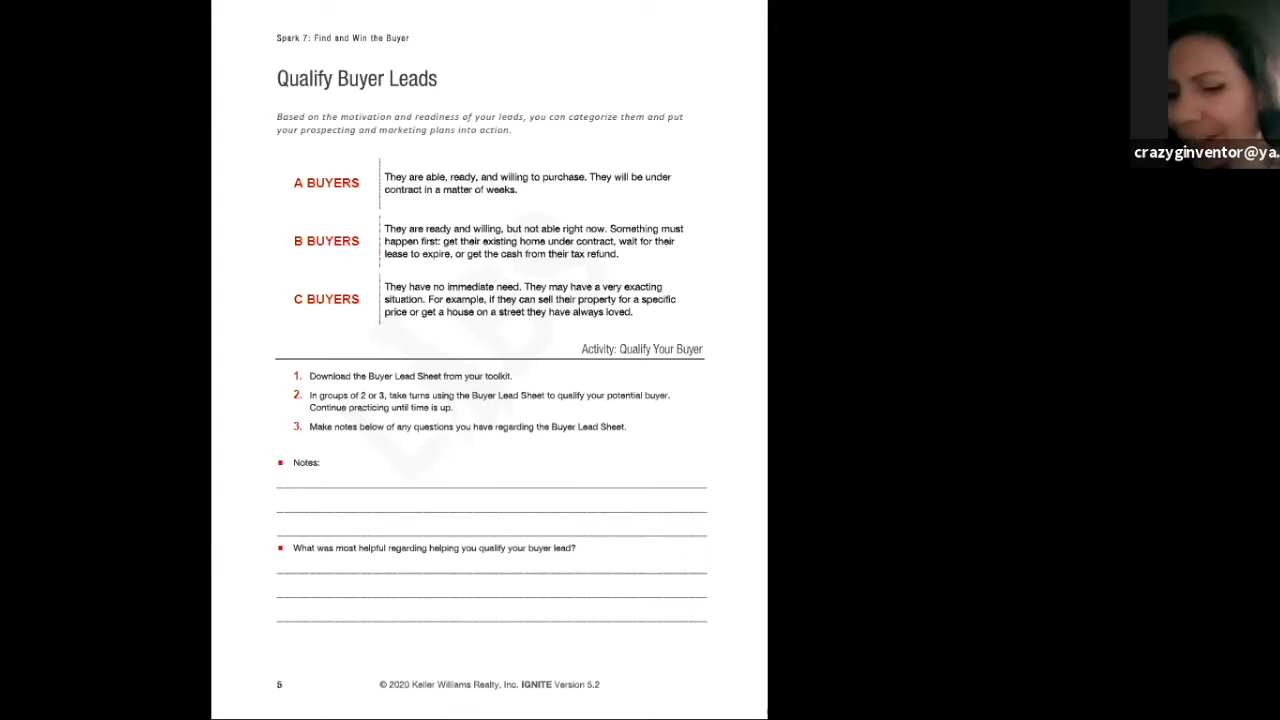 Spark 7: Find and Win the Buyer
Qualify Buyer Leads
Based on the motivation and readiness of your leads, you can categorize them and put
your prospecting and marketing plans into action.
A BUYERS
They are able, ready, and willing to purchase. They will be under
contract in a matter of weeks.
B BUYERS
They are ready and willing, but not able right now. Something must
happen first: get their existing home under contract, wait for their
lease to expire, or get the cash from their tax refund.
C BUYERS
They have no immediate need. They may have a very exacting
situation. For example, if they can sell their property for a specific
price or get a house on a street they have always loved.
Activity: Qualify Your Buyer
1. Download the Buyer Lead Sheet from your toolkit.
2. In groups of 2 or 3, take turns using the Buyer Lead Sheet to qualify your potential buyer.
Continue practicing until time is up.
3. Make notes below of any questions you have regarding the Buyer Lead Sheet.
Notes:
What was most helpful regarding helping you qualify your buyer lead?
5 © 2020 Keller Williams Realty, Inc. IGNITE Version 5.2
crazyginventor@ya.